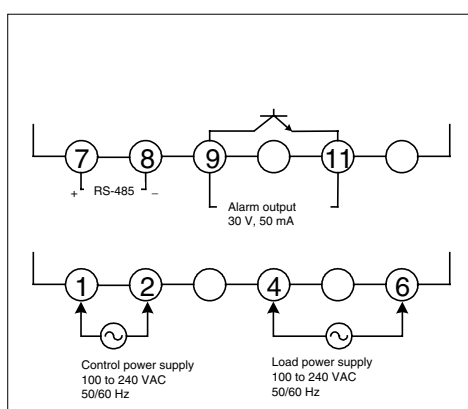 7 8 9 11
+ RS-485 –
Alarm output
30 V, 50 mA
1 2 4 6
Control power supply
100 to 240 VAC
50/60 Hz
Load power supply
100 to 240 VAC
50/60 Hz